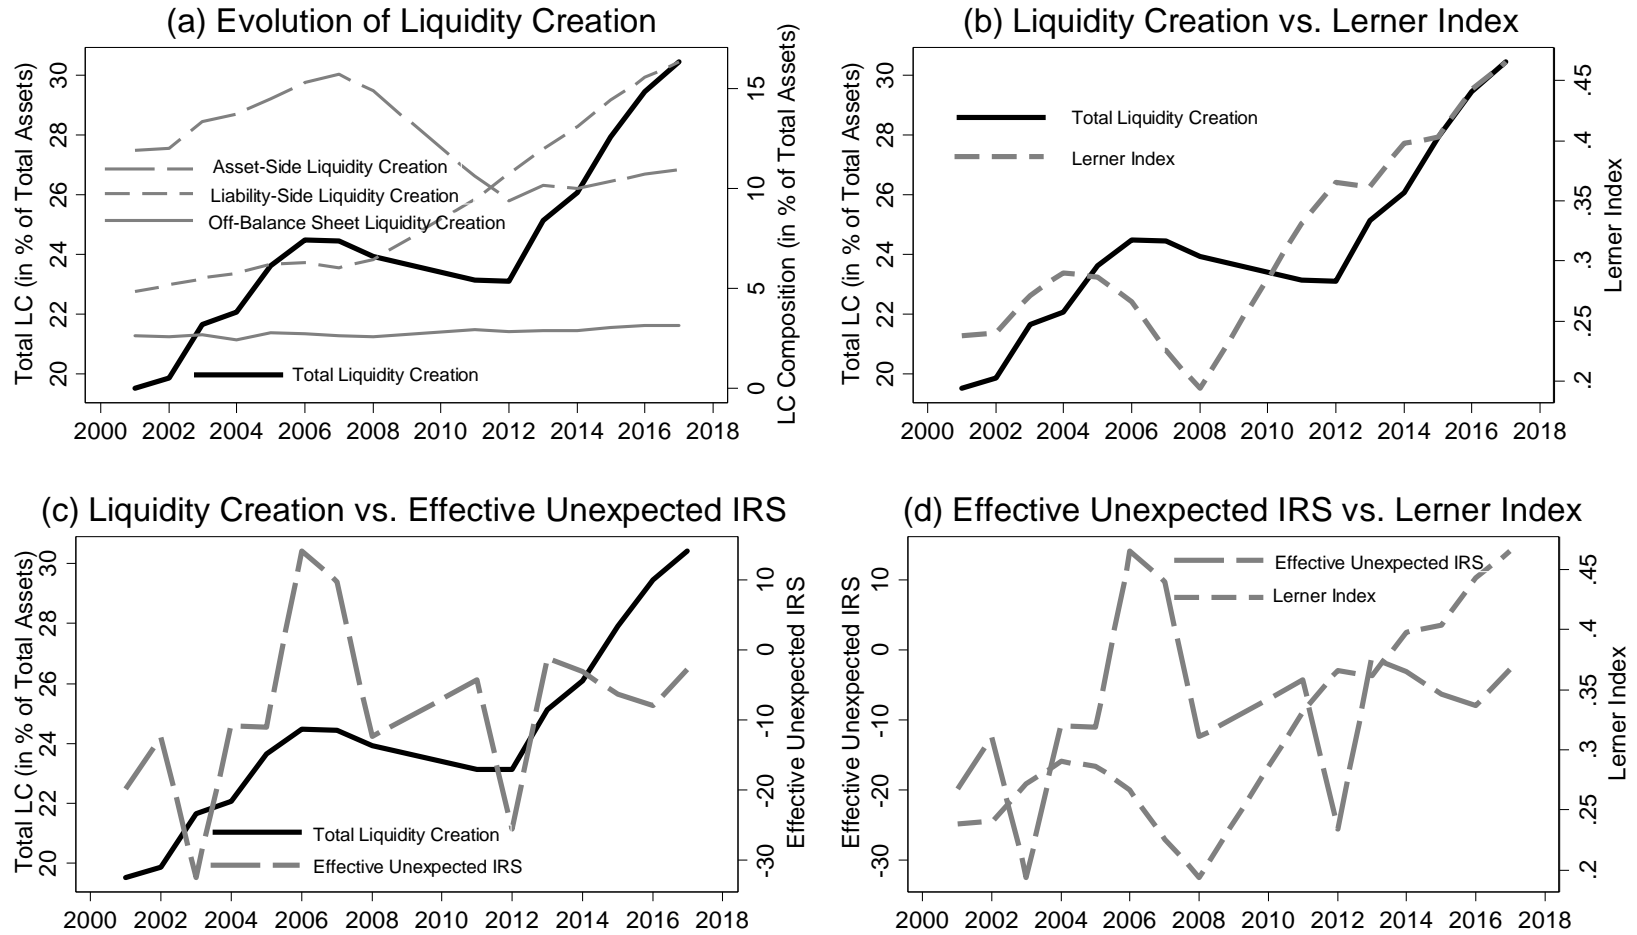 (a) Evolution of Liquidity Creation
Total LC (in % of Total Assets)
30
28
26
24
22
20
LC Composition (in % of Total Assets)
15
10
5
0
Asset-Side Liquidity Creation
Liability-Side Liquidity Creation
Off-Balance Sheet Liquidity Creation
Total Liquidity Creation
2000 2002 2004 2006 2008 2010 2012 2014 2016 2018
(b) Liquidity Creation vs. Lerner Index
Total LC (in % of Total Assets)
30
28
26
24
22
20
Lerner Index
.45
.4
.35
.3
.25
.2
Total Liquidity Creation
Lerner Index
2000 2002 2004 2006 2008 2010 2012 2014 2016 2018
(c) Liquidity Creation vs. Effective Unexpected IRS
Total LC (in % of Total Assets)
30
28
26
24
22
20
Effective Unexpected IRS
10
0
-10
-20
-30
Total Liquidity Creation
Effective Unexpected IRS
2000 2002 2004 2006 2008 2010 2012 2014 2016 2018
(d) Effective Unexpected IRS vs. Lerner Index
Effective Unexpected IRS
10
0
-10
-20
-30
Lerner Index
.45
.4
.35
.3
.25
.2
Effective Unexpected IRS
Lerner Index
2000 2002 2004 2006 2008 2010 2012 2014 2016 2018